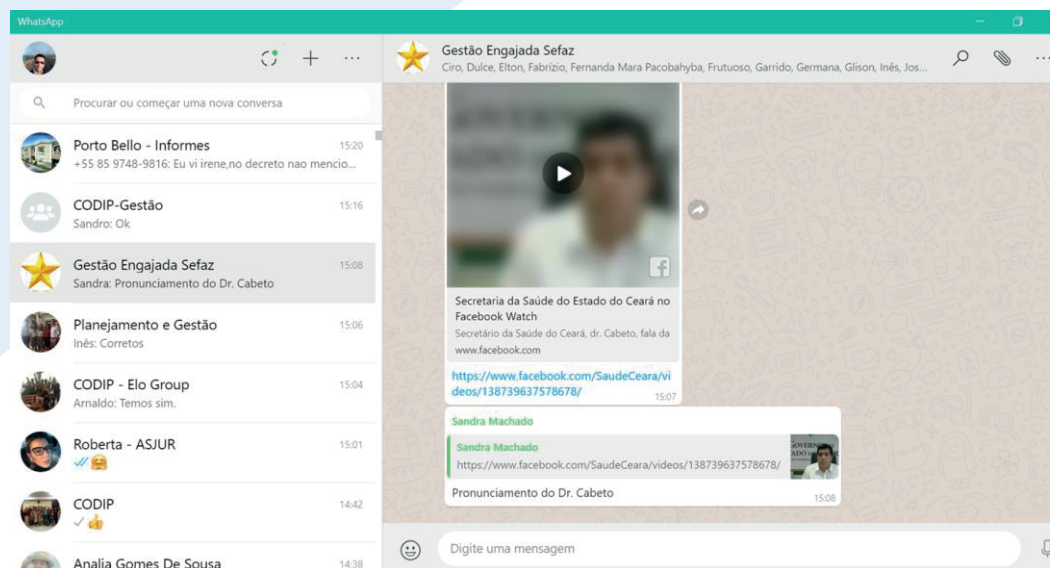 WhatsApp
Procurar ou começar uma nova conversa
Porto Bello - Informes
15:20
+55 85 9748-9816: Eu vi irene,no decreto nao mencio...
CODIP-Gestão
15:16
Sandro: Ok
Gestão Engajada Sefaz
15:08
Sandra: Pronunciamento do Dr. Cabeto
Planejamento e Gestão
15:06
Inês: Corretos
CODIP - Elo Group
15:04
Arnaldo: Temos sim.
Roberta - ASJUR
15:01
CODIP
14:42
Analia Gomes De Sousa
14:38
Gestão Engajada Sefaz
Ciro, Dulce, Elton, Fabrízio, Fernanda Mara Pacobahyba, Frutuoso, Garrido, Germana, Glison, Inês, Jos...
Secretaria da Saúde do Estado do Ceará no
Facebook Watch
Secretário da Saúde do Ceará, dr. Cabeto, fala da
www.facebook.com
https://www.facebook.com/SaudeCeara/vi
deos/138739637578678/
15:07
Sandra Machado
Sandra Machado
https://www.facebook.com/SaudeCeara/videos/138739637578678/
Pronunciamento do Dr. Cabeto
15:08
Digite uma mensagem